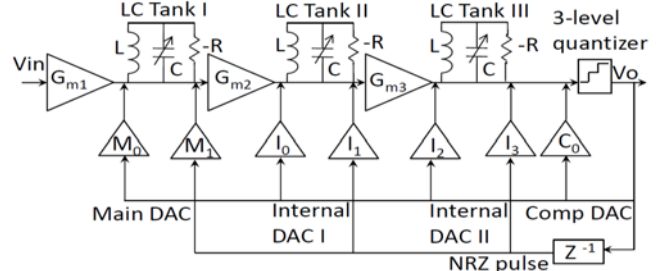 LC Tank I LC Tank II LC Tank III 3-level
quantizer
L C -R L C -R L C -R
Vin Gm1 Gm2 Gm3 Vo
M0 M1 I0 I1 I2 I3 C0
Main DAC Internal Internal Comp DAC
DAC I DAC II
NRZ pulse Z -1